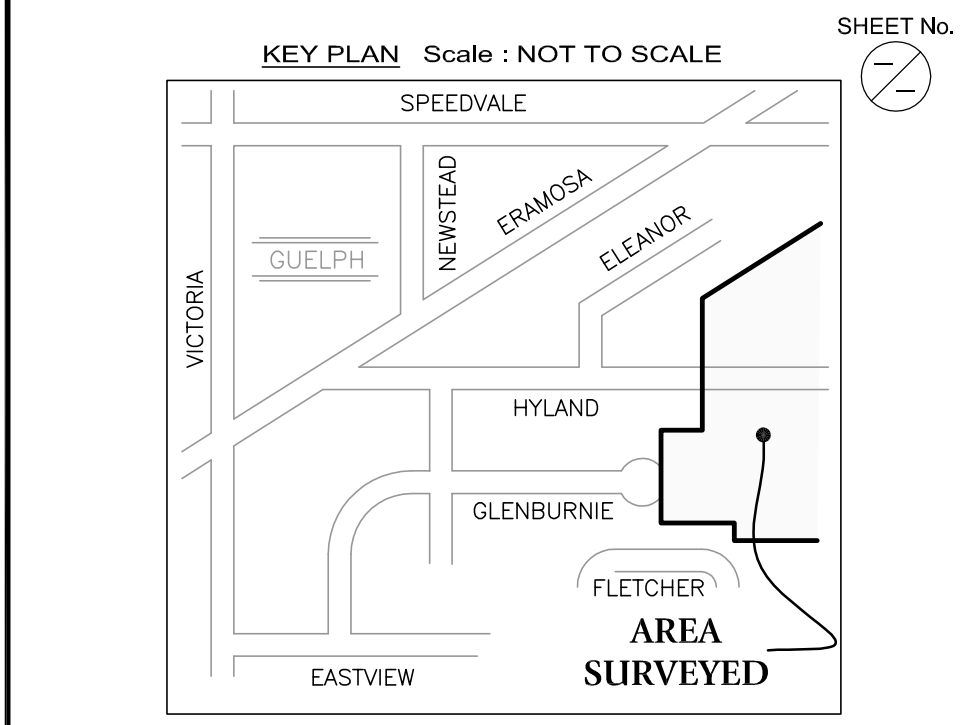 SHEET No.
KEY PLAN Scale : NOT TO SCALE
SPEEDVALE
NEWSTEAD
ERAMOSA
ELEANOR
GUELPH
VICTORIA
HYLAND
GLENBURNIE
FLETCHER
AREA
SURVEYED
EASTVIEW